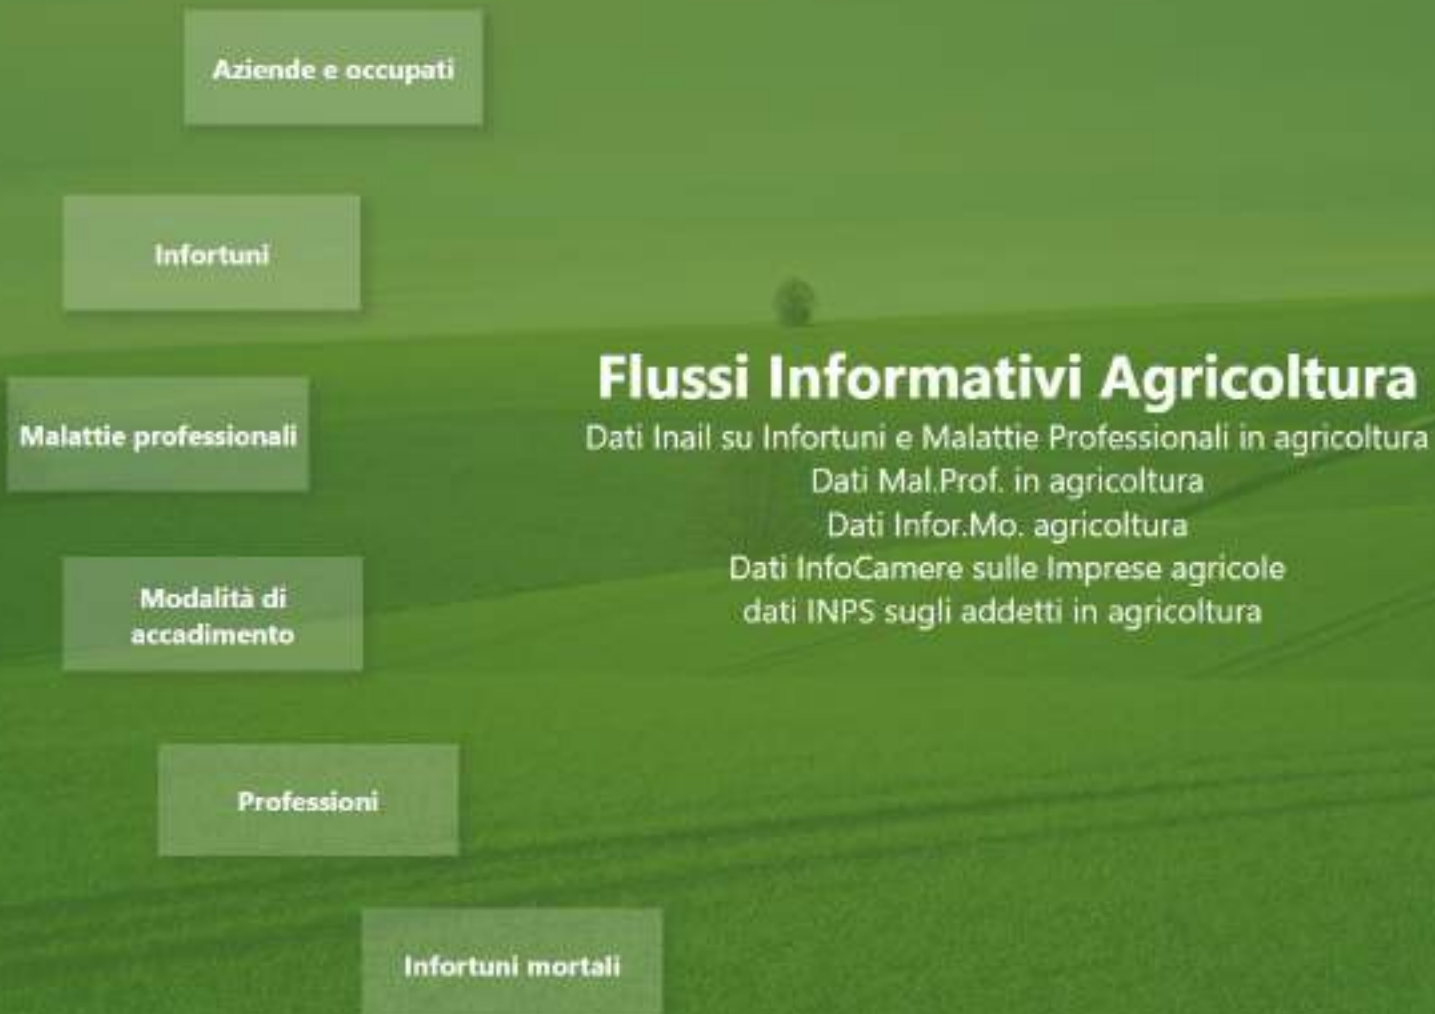 Aziende e occupati
Infortuni
Malattie professionali
Modalità di
accadimento
Professioni
Infortuni mortali
Flussi Informativi Agricoltura
Dati Inail su Infortuni e Malattie Professionali in agricoltura
Dati Mal.Prof. in agricoltura
Dati Infor.Mo. agricoltura
Dati InfoCamere sulle Imprese agricole
dati INPS sugli addetti in agricoltura